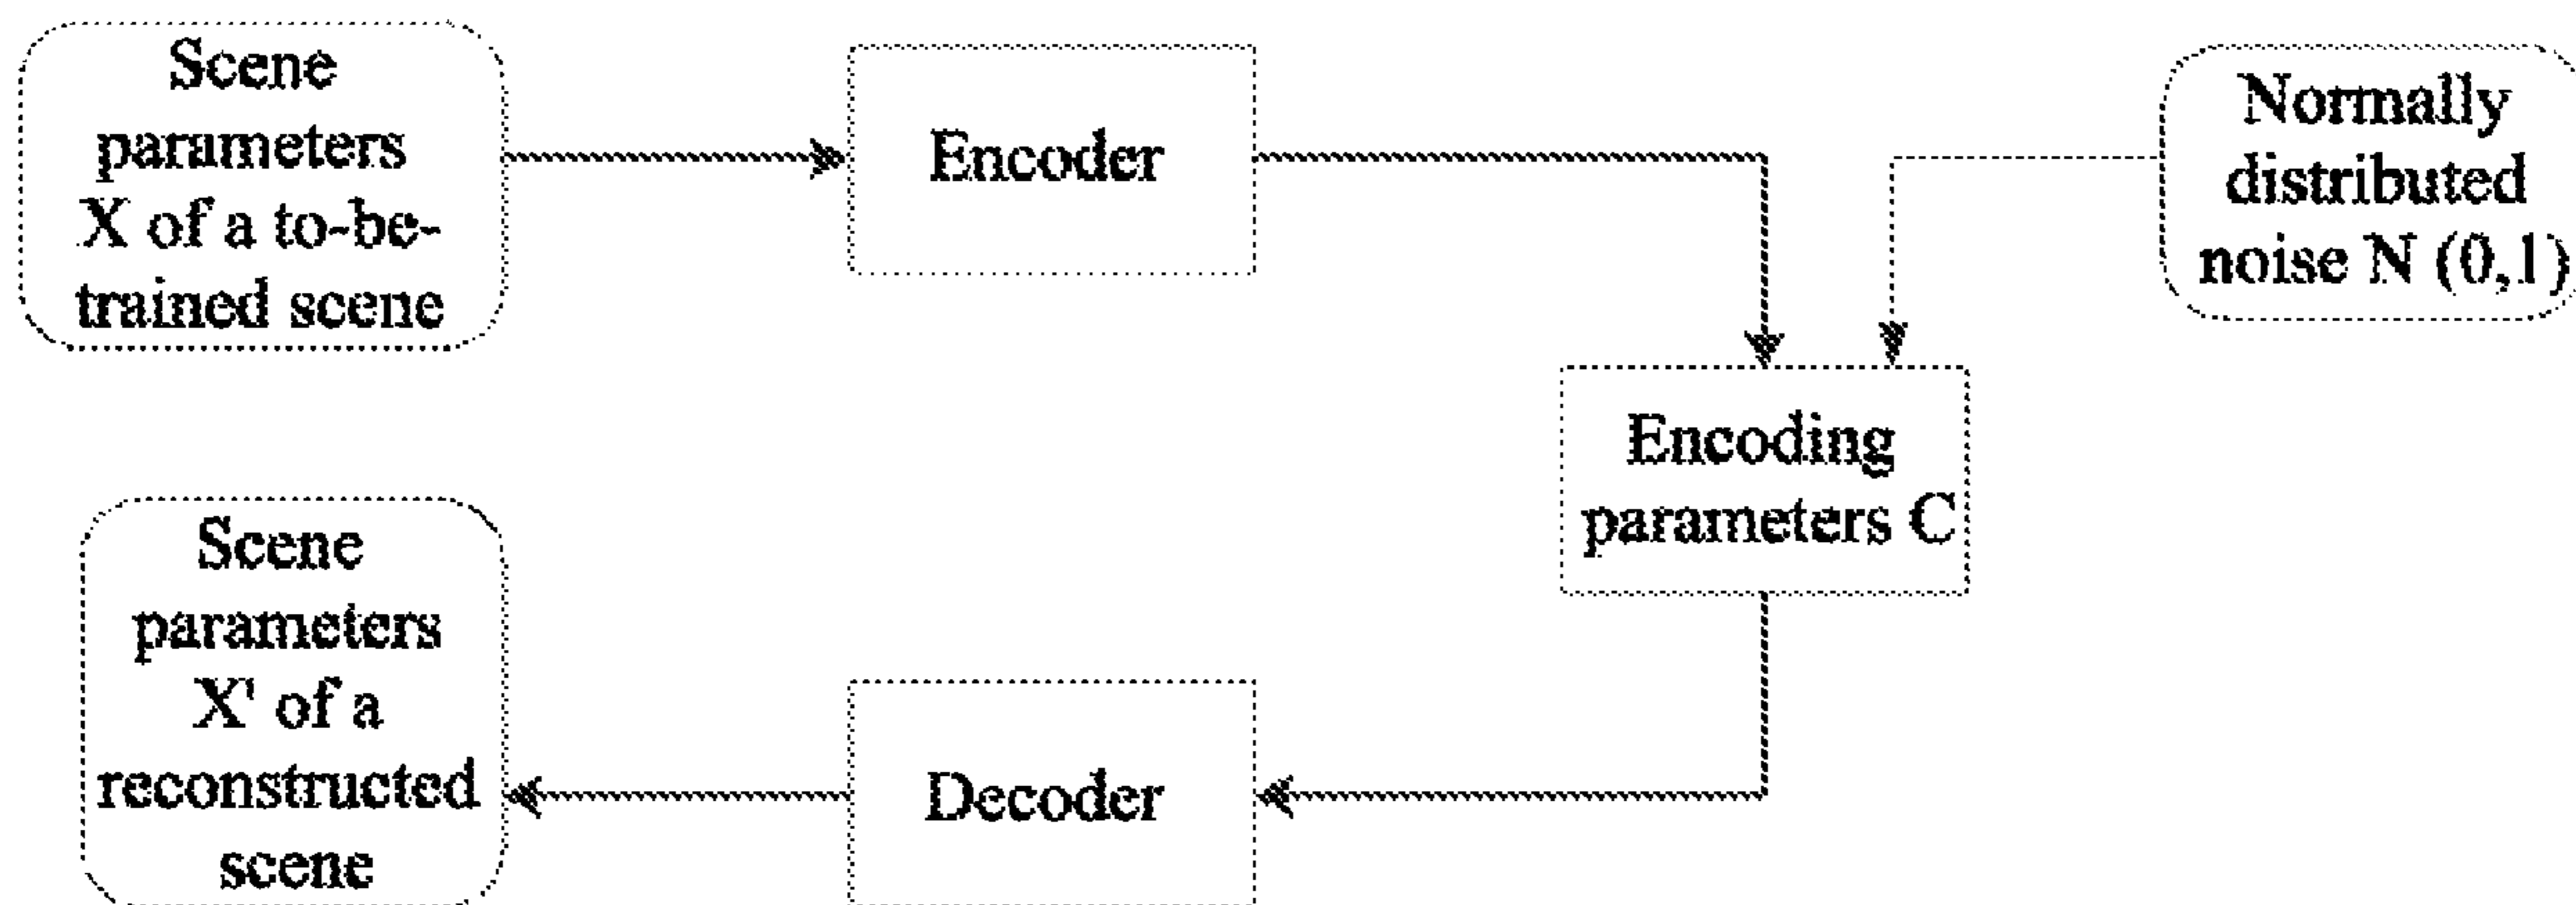 Scene
parameters
X of a to-be-
trained scene
Encoder
Normally
distributed
noise N (0,1)
Encoding
parameters C
Scene
parameters
X' of a
reconstructed
scene
Decoder